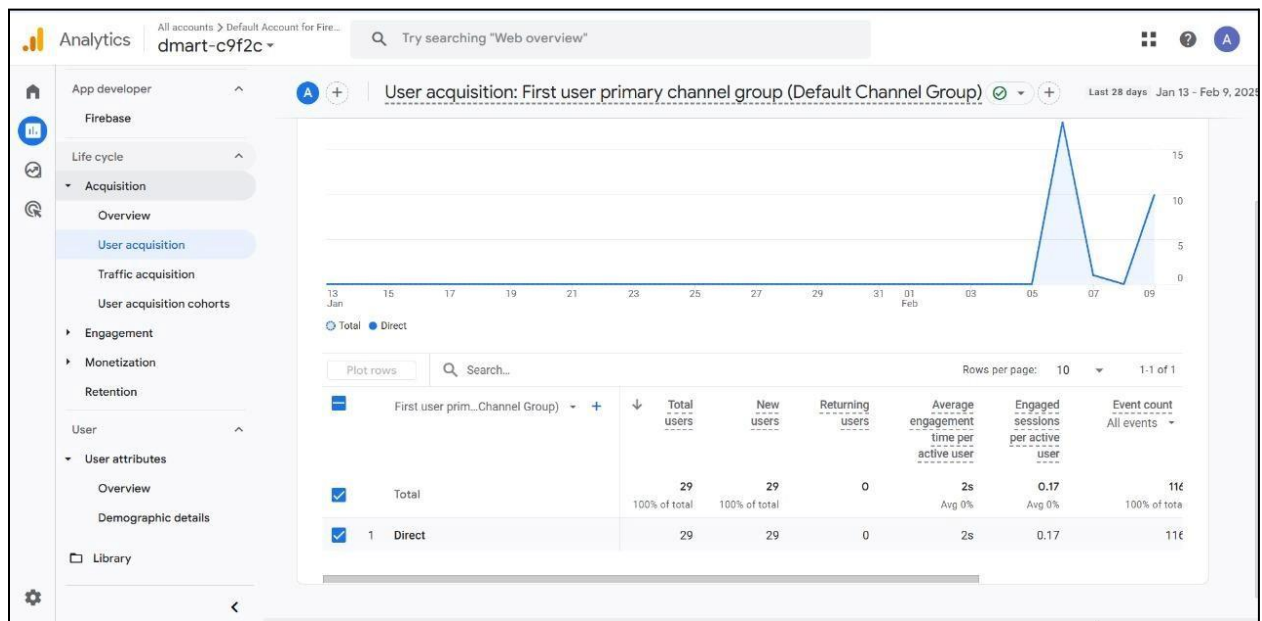 All accounts > Default Account for Fire...
Analytics
dmart-c9f2c
Try searching "Web overview"
A
App developer
Firebase
Life cycle
Acquisition
Overview
User acquisition
Traffic acquisition
User acquisition cohorts
Engagement
Monetization
Retention
User
User attributes
Overview
Demographic details
Library
A
User acquisition: First user primary channel group (Default Channel Group)
Last 28 days Jan 13 - Feb 9, 2025
15
10
5
0
13 15 17 19 21 23 25 27 29 31 01 03 05 07 09
Jan Feb
Total Direct
Plot rows Search... Rows per page: 10 1-1 of 1
First user prim...Channel Group) + Total users New users Returning users Average engagement time per active user Engaged sessions per active user Event count All events
Total 29 29 0 2s 0.17 116
100% of total 100% of total Avg 0% Avg 0% 100% of tota
1 Direct 29 29 0 2s 0.17 116